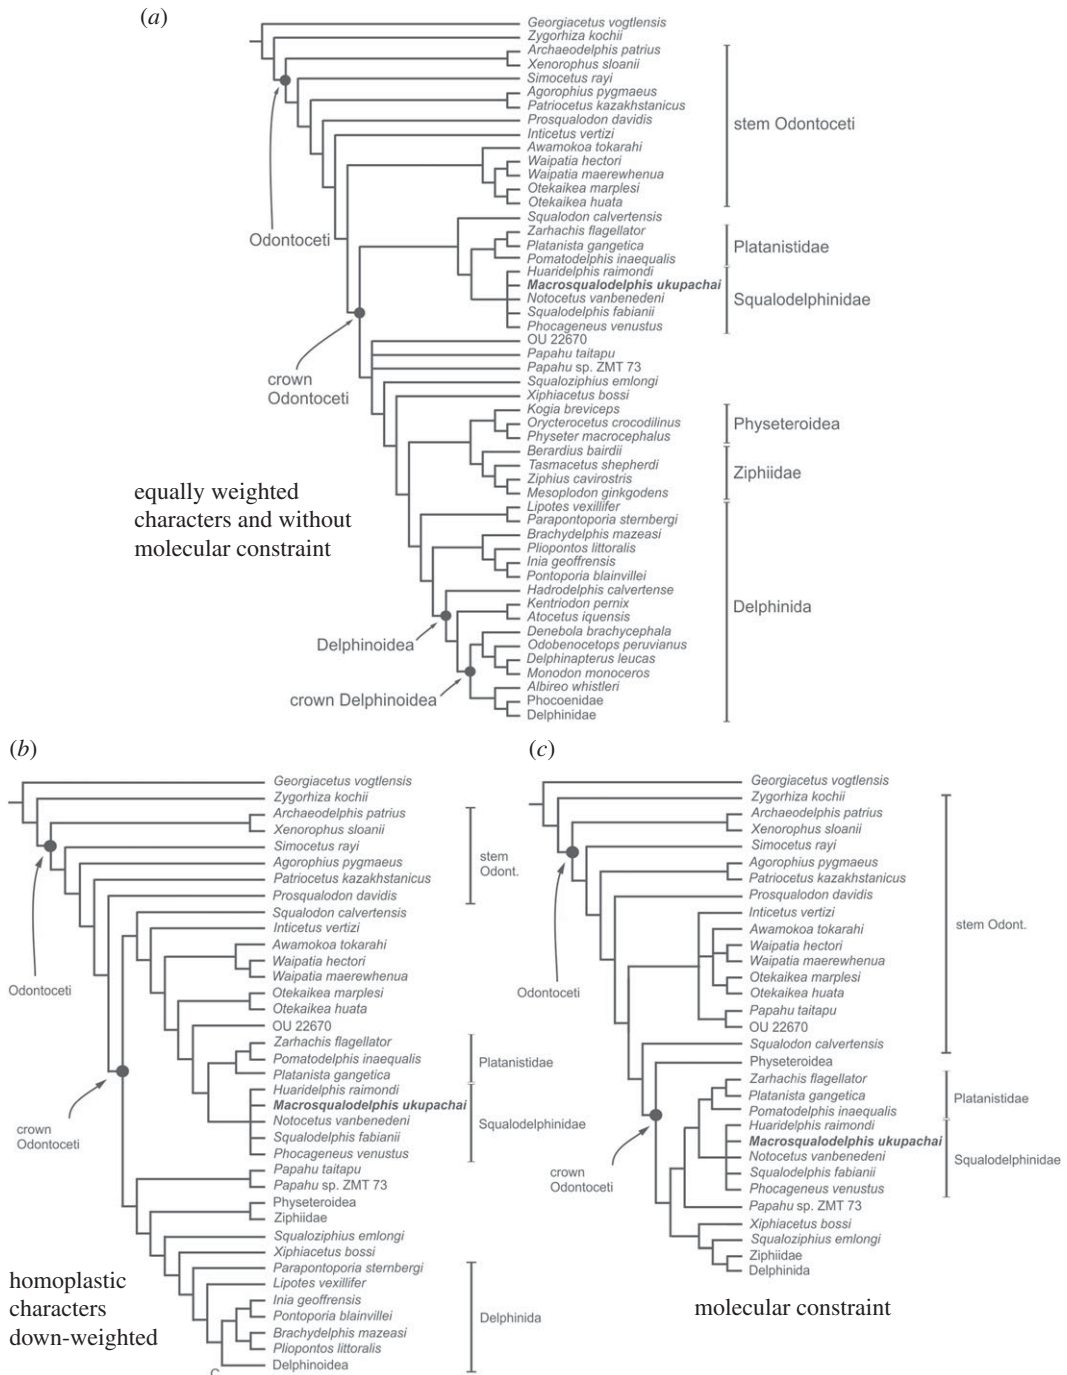 (a)
Georgiacetus vogtlensis
Zygorhiza kochii
Archaeodelphis patrius
Xenorophus sloanii
Simocetus rayi
Agorophius pygmaeus
Patriocetus kazakhstanicus
Prosqualodon davidis
Inticetus vertizi
Awamokoa tokarahi
Waipatia hectori
Waipatia maerewhenua
Otekaikea marplesi
Otekaikea huata
Squalodon calvertensis
Zarhachis flagellator
Platanista gangetica
Pomatodelphis inaequalis
Huaridelphis raimondi
Macrosqualodelphis ukupachai
Notocetus vanbenedeni
Squalodelphis fabianii
Phocageneus venustus
OU 22670
Papahu taitapu
Papahu sp. ZMT 73
Squaloziphius emlongi
Xiphiacetus bossi
Kogia breviceps
Orycterocetus crocodilinus
Physeter macrocephalus
Berardius bairdii
Tasmacetus shepherdi
Ziphius cavirostris
Mesoplodon ginkgodens
Lipotes vexillifer
Parapontoporia sternbergi
Brachydelphis mazeasi
Pliopontos littoralis
Inia geoffrensis
Pontoporia blainvillei
Hadrodelphis calvertense
Kentriodon pernix
Atocetus iquensis
Denebola brachycephala
Odobenocetops peruvianus
Delphinapterus leucas
Monodon monoceros
Albireo whistleri
Phocoenidae
Delphinidae
stem Odontoceti
Platanistidae
Squalodelphinidae
Physeteroidea
Ziphiidae
Delphinida
Odontoceti
crown
Odontoceti
Delphinoidea
crown Delphinoidea
equally weighted
characters and without
molecular constraint
(b)
Georgiacetus vogtlensis
Zygorhiza kochii
Archaeodelphis patrius
Xenorophus sloanii
Simocetus rayi
Agorophius pygmaeus
Patriocetus kazakhstanicus
Prosqualodon davidis
Squalodon calvertensis
Inticetus vertizi
Awamokoa tokarahi
Waipatia hectori
Waipatia maerewhenua
Otekaikea marplesi
Otekaikea huata
OU 22670
Zarhachis flagellator
Pomatodelphis inaequalis
Platanista gangetica
Huaridelphis raimondi
Macrosqualodelphis ukupachai
Notocetus vanbenedeni
Squalodelphis fabianii
Phocageneus venustus
Papahu taitapu
Papahu sp. ZMT 73
Physeteroidea
Ziphiidae
Squaloziphius emlongi
Xiphiacetus bossi
Parapontoporia sternbergi
Lipotes vexillifer
Inia geoffrensis
Pontoporia blainvillei
Brachydelphis mazeasi
Pliopontos littoralis
Delphinoidea
stem
Odont.
Platanistidae
Squalodelphinidae
Delphinida
Odontoceti
crown
Odontoceti
homoplastic
characters
down-weighted
(c)
Georgiacetus vogtlensis
Zygorhiza kochii
Archaeodelphis patrius
Xenorophus sloanii
Simocetus rayi
Agorophius pygmaeus
Patriocetus kazakhstanicus
Prosqualodon davidis
Inticetus vertizi
Awamokoa tokarahi
Waipatia hectori
Waipatia maerewhenua
Otekaikea marplesi
Otekaikea huata
Papahu taitapu
OU 22670
Squalodon calvertensis
Physeteroidea
Zarhachis flagellator
Platanista gangetica
Pomatodelphis inaequalis
Huaridelphis raimondi
Macrosqualodelphis ukupachai
Notocetus vanbenedeni
Squalodelphis fabianii
Phocageneus venustus
Papahu sp. ZMT 73
Xiphiacetus bossi
Squaloziphius emlongi
Ziphiidae
Delphinida
stem Odont.
Platanistidae
Squalodelphinidae
Odontoceti
crown
Odontoceti
molecular constraint